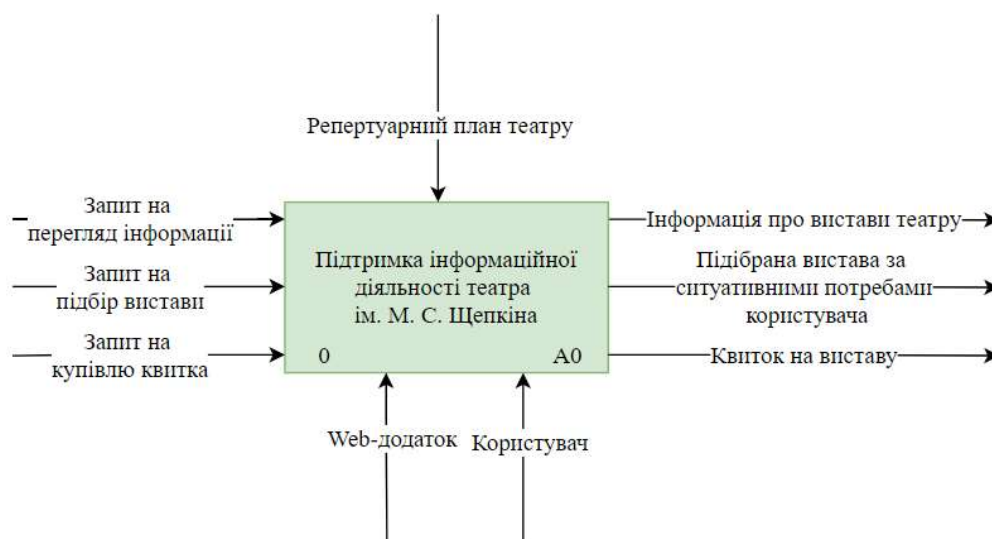 Репертуарний план театру
Запит на
перегляд інформації
Запит на
підбір вистави
Запит на
купівлю квитка
Підтримка інформаційної
діяльності театра
ім. М. С. Щепкіна
0
A0
Інформація про вистави театру
Підібрана вистава за
ситуативними потребами
користувача
Квиток на виставу
Web-додаток
Користувач